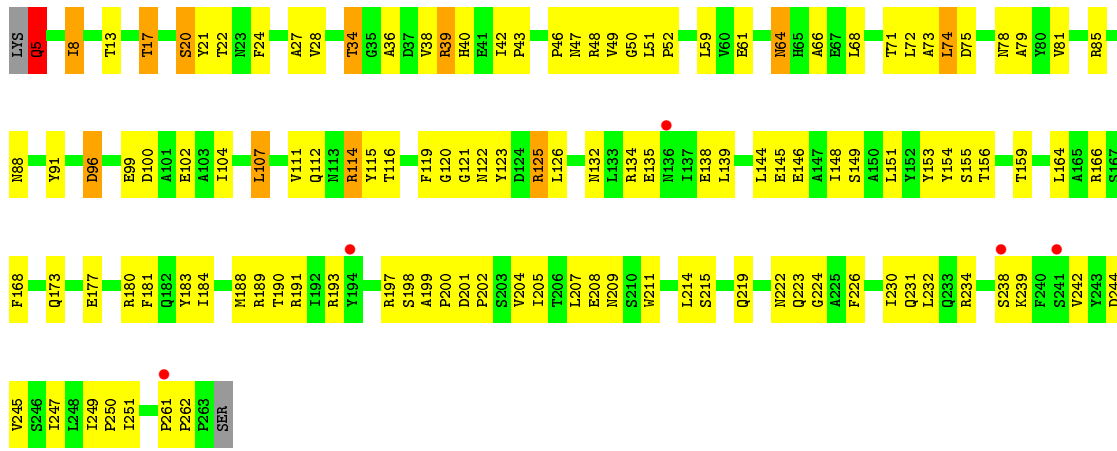 LYS Q5 I8 T13 T17 S20 Y21 T22 N23 F24 A27 V28 T34 G35 A36 D37 V38 R39 H40 E41 I42 P43 P46 N47 R48 V49 G50 L51 P52 L59 V60 E61 N64 H65 A66 E67 L68 T71 L72 A73 L74 D75 N78 A79 Y80 V81 R85
N88 Y91 D96 E99 D100 A101 E102 A103 I104 L107 V111 Q112 N113 R114 Y115 T116 F119 G120 G121 N122 Y123 D124 R125 L126 N132 L133 R134 E135 N136 I137 E138 L139 L144 E145 E146 A147 I148 S149 A150 L151 Y152 Y153 Y154 S155 T156 T159 L164 A165 R166 S167
F168 Q173 E177 R180 F181 Q182 Y183 I184 M188 R189 T190 R191 I192 R193 Y194 R197 S198 A199 P200 D201 P202 S203 V204 I205 T206 L207 E208 N209 S210 W211 L214 S215 Q219 N222 Q223 G224 A225 F226 I230 Q231 L232 Q233 R234 S238 K239 F240 S241 V242 Y243 D244
V245 S246 I247 L248 I249 P250 I251 P261 P262 P263 SER